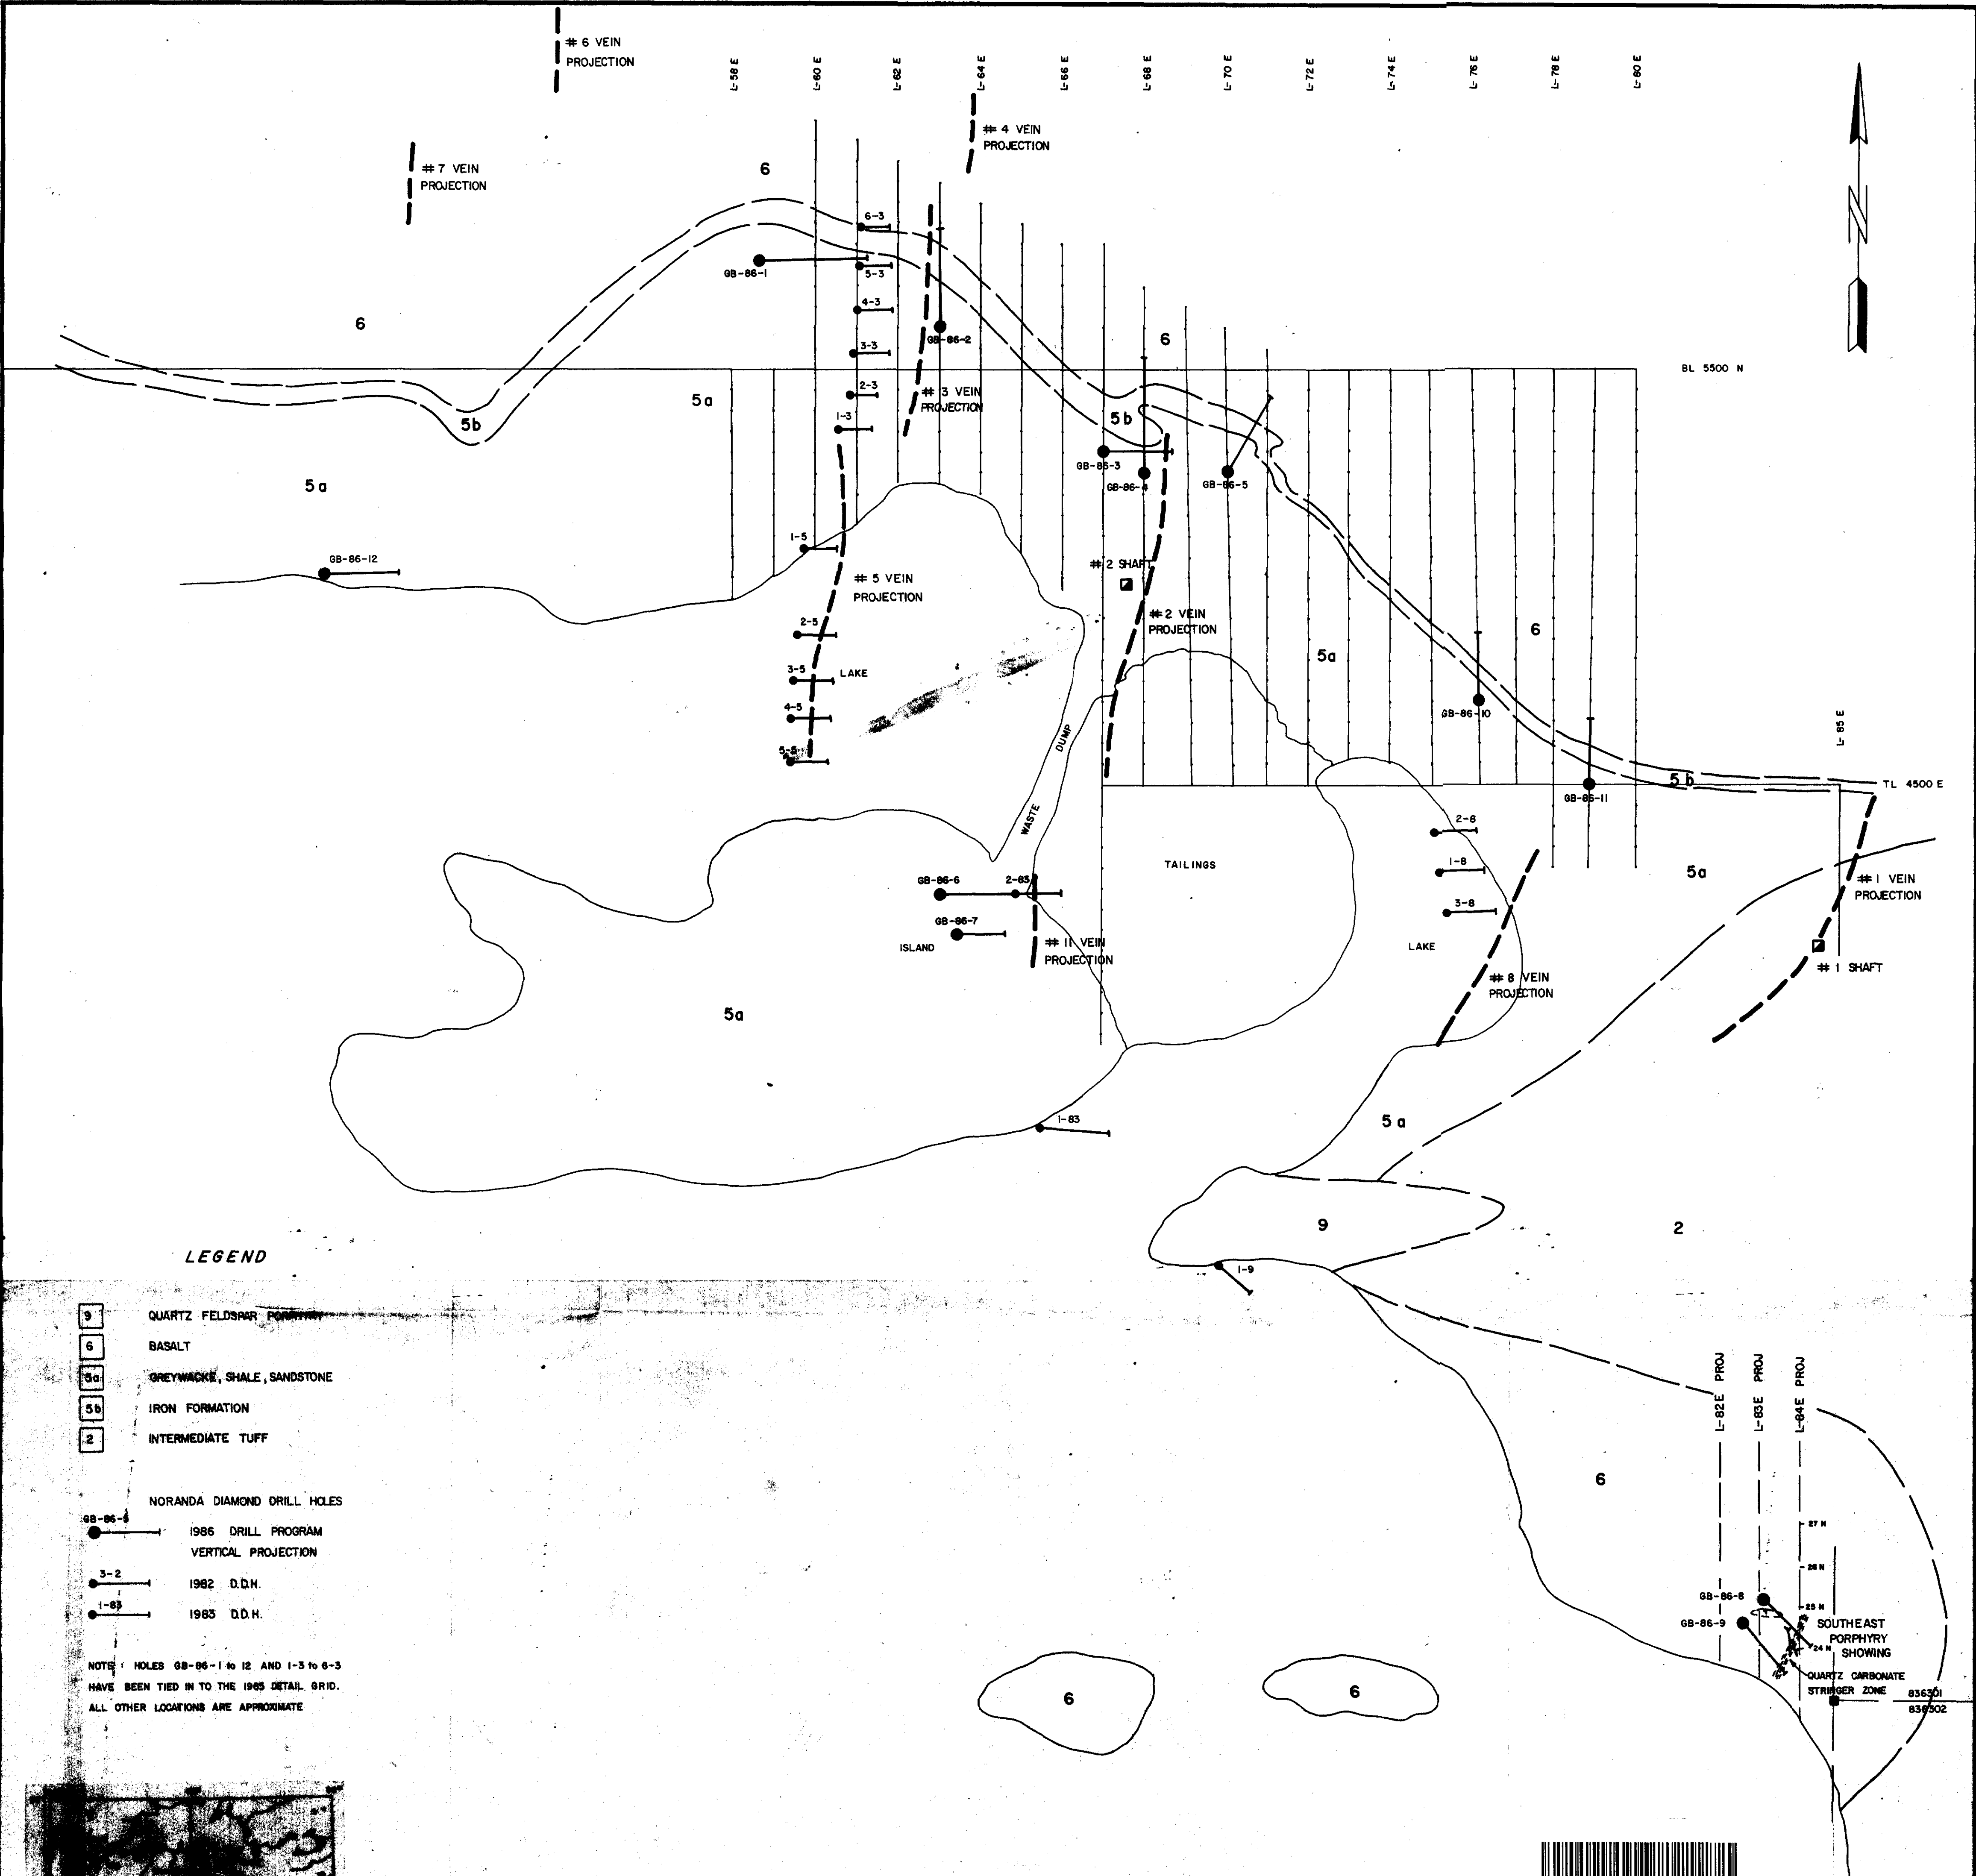 # 6 VEIN
PROJECTION
L-58 E
L-60 E
L-62 E
L-64 E
L-66 E
L-68 E
L-70 E
L-72 E
L-74 E
L-76 E
L-78 E
L-80 E
# 4 VEIN
PROJECTION
# 7 VEIN
PROJECTION
6
N
6-3
GB-86-1
5-3
4-3
6
GB-86-2
6
3-3
BL 5500 N
5a
2-3
# 3 VEIN
PROJECTION
1-3
5b
5b
GB-86-3
GB-86-4
GB-86-5
5a
1-5
GB-86-12
# 2 SHAFT
# 5 VEIN
PROJECTION
# 2 VEIN
PROJECTION
2-5
6
5a
3-5
LAKE
4-5
GB-86-10
L-85 E
DUMP
WASTE
5b
TL 4500 E
GB-86-11
2-8
TAILINGS
1-8
5a
GB-86-6
2-83
# 1 VEIN
PROJECTION
3-8
GB-86-7
ISLAND
# 11 VEIN
PROJECTION
LAKE
# 1 SHAFT
# 8 VEIN
PROJECTION
5a
1-83
5a
9
2
1-9
LEGEND
9 QUARTZ FELDSPAR
6 BASALT
5a GREYWACKE, SHALE, SANDSTONE
5b IRON FORMATION
2 INTERMEDIATE TUFF
NORANDA DIAMOND DRILL HOLES
1986 DRILL PROGRAM
VERTICAL PROJECTION
3-2 1982 D.D.H.
1-83 1983 D.D.H.
NOTE: HOLES GB-86-1 to 12 AND 1-3 to 6-3
HAVE BEEN TIED IN TO THE 1985 DETAIL GRID.
ALL OTHER LOCATIONS ARE APPROXIMATE
L-82E PROJ
L-83E PROJ
L-84E PROJ
6
27 N
26 N
25 N
24 N
GB-86-8
GB-86-9
SOUTHEAST
PORPHYRY
SHOWING
QUARTZ CARBONATE
STRINGER ZONE
836301
836302
6
6